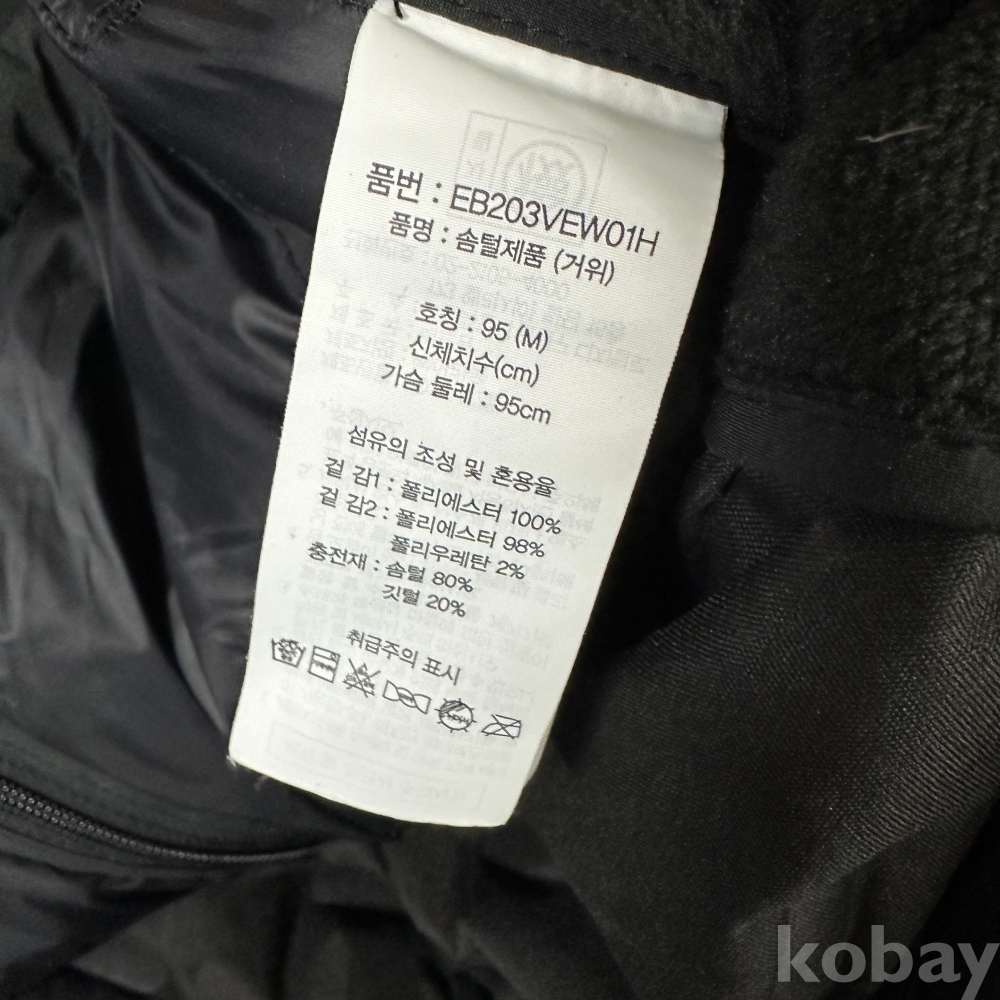 품번 : EB203VEW01H
품명 : 솜털제품 (거위)
호칭 : 95 (M)
신체치수(cm)
가슴 둘레 : 95cm
섬유의 조성 및 혼용율
겉 감1 : 폴리에스터 100%
겉 감2 : 폴리에스터 98%
폴리우레탄 2%
충전재 : 솜털 80%
깃털 20%
취급주의 표시
kobay